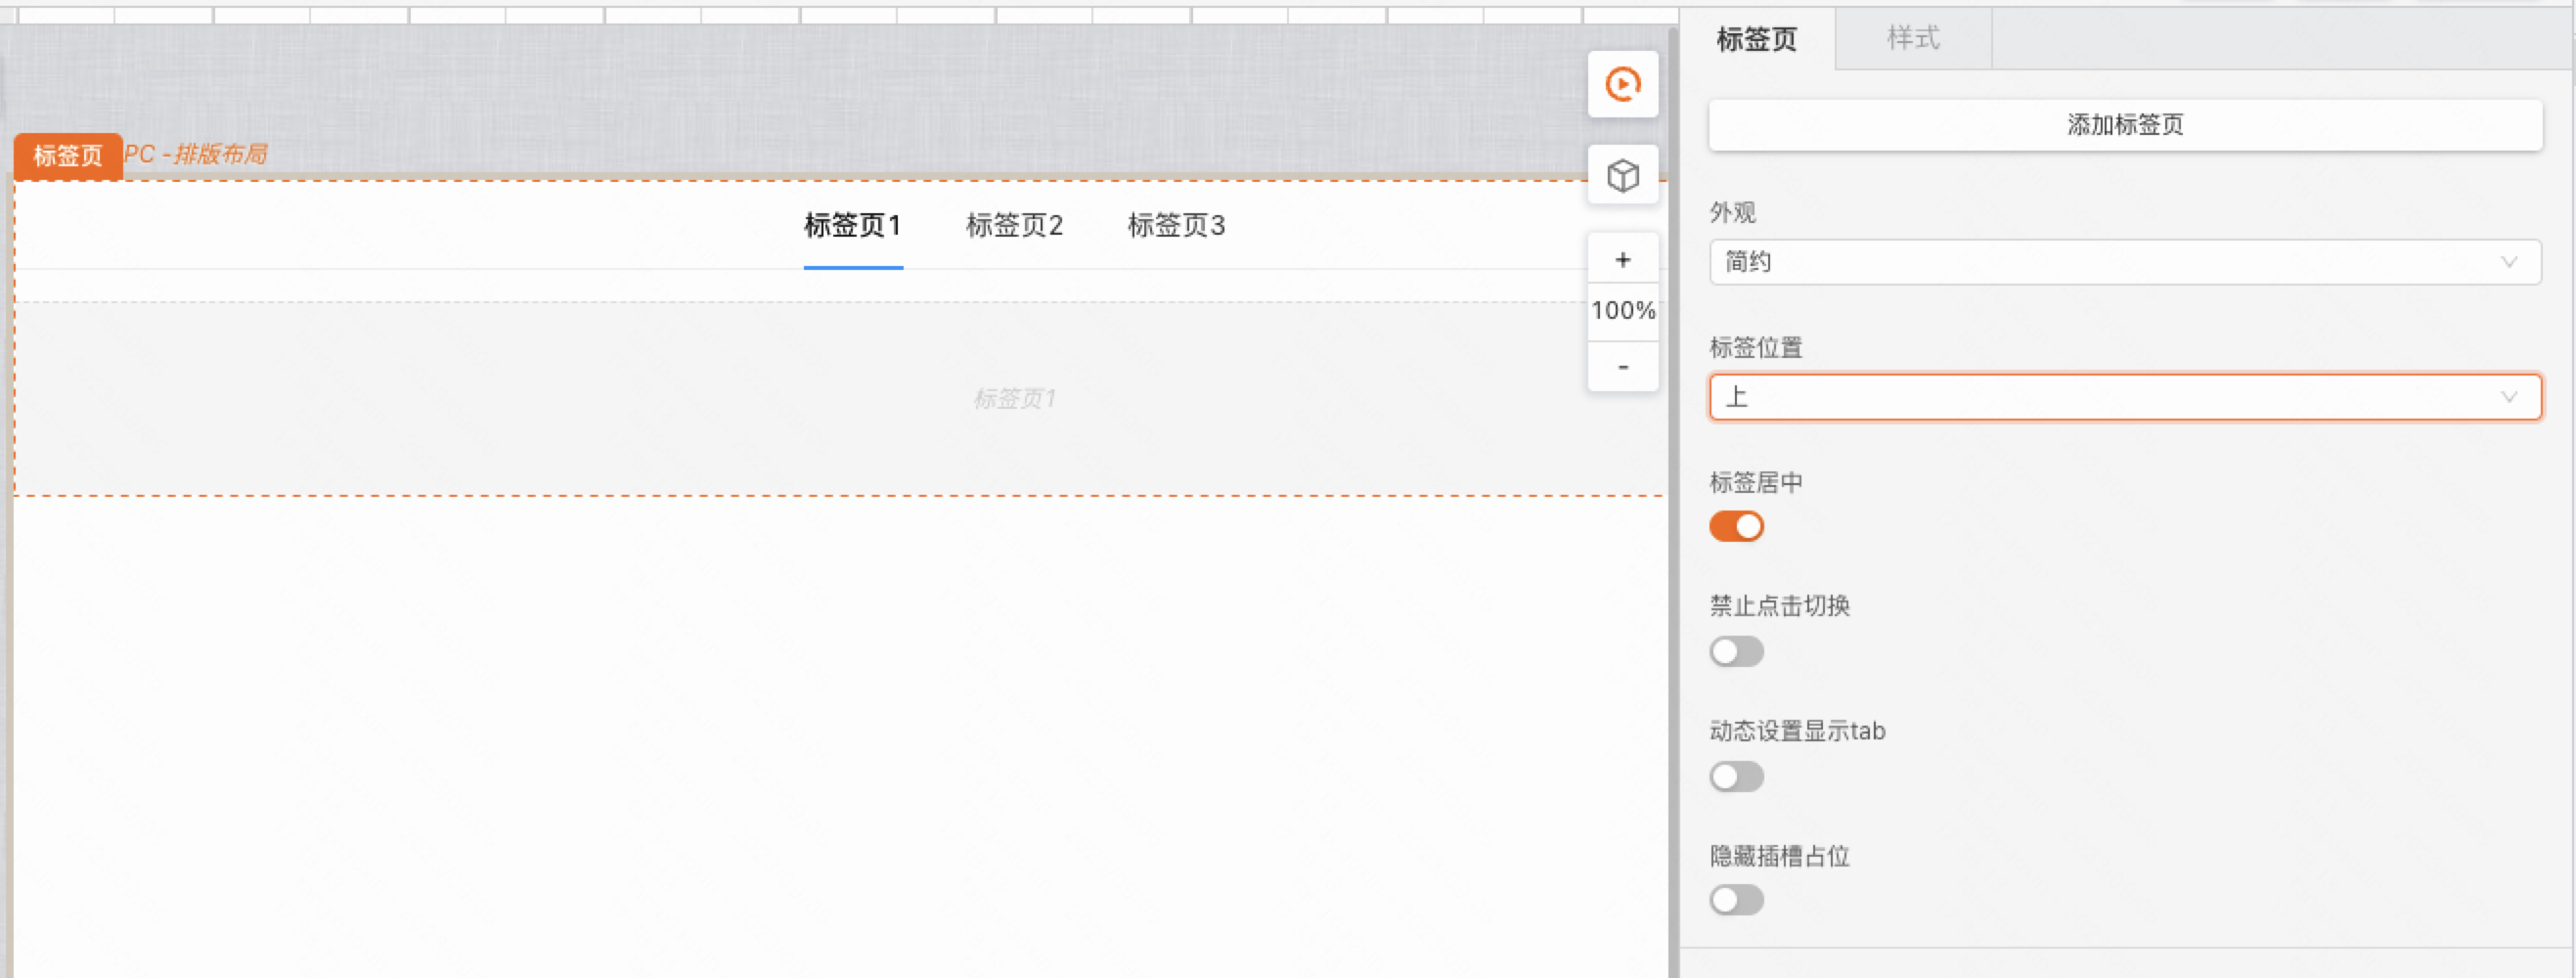 标签页
PC -排版布局
标签页1
标签页2
标签页3
标签页1
+
100%
-
标签页
样式
添加标签页
外观
简约
标签位置
上
标签居中
禁止点击切换
动态设置显示tab
隐藏插槽占位